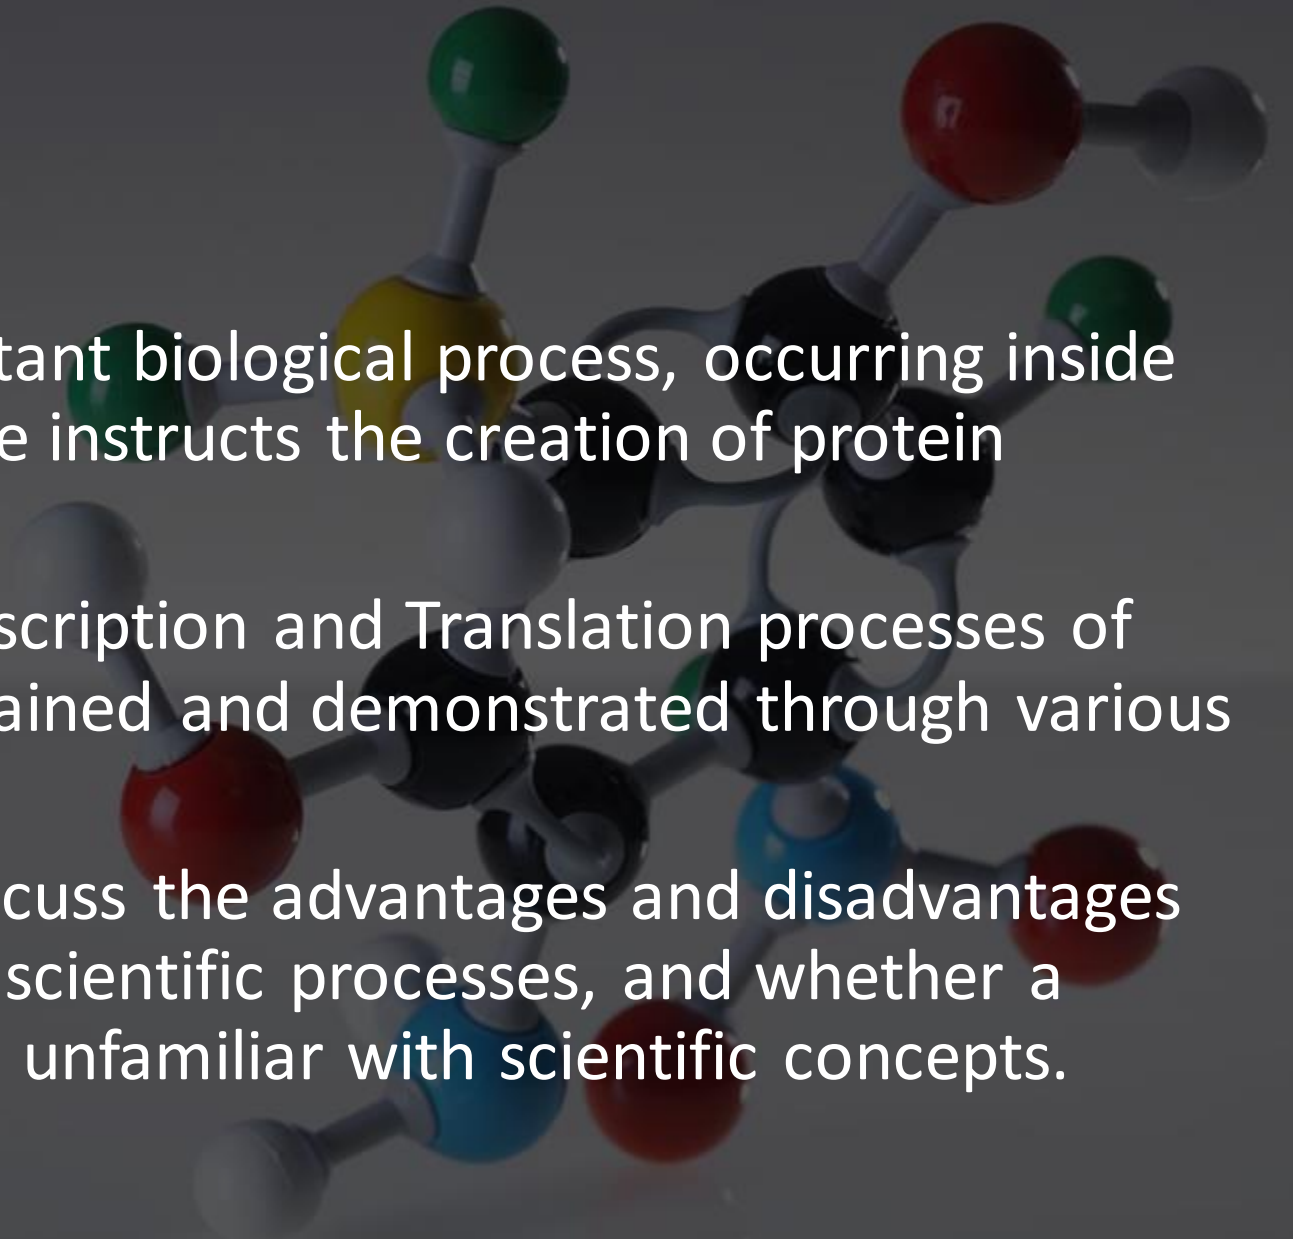 tant biological process, occurring inside
e instructs the creation of protein
scription and Translation processes of
ained and demonstrated through various
cuss the advantages and disadvantages
scientific processes, and whether a
unfamiliar with scientific concepts.